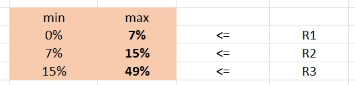 min max
0% 7% <= R1
7% 15% <= R2
15% 49% <= R3